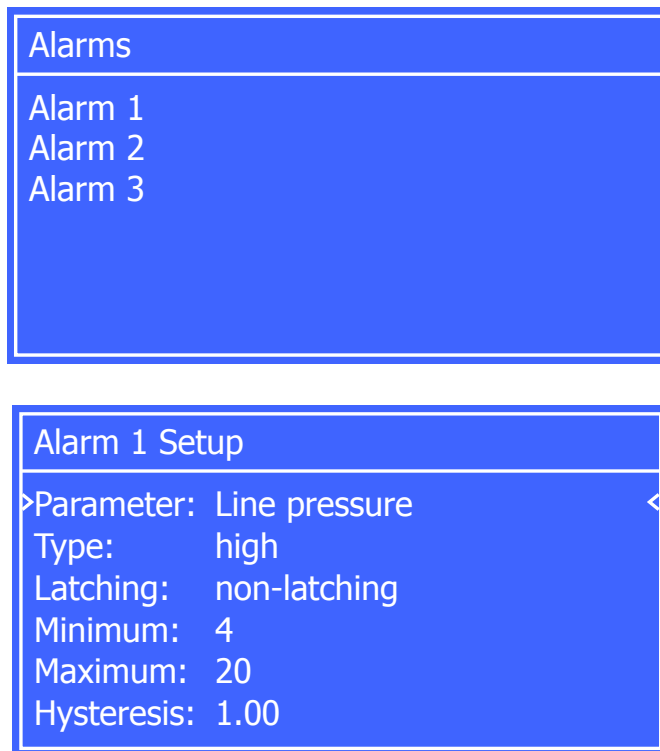 Alarms
Alarm 1
Alarm 2
Alarm 3
Alarm 1 Setup
>Parameter: Line pressure <
Type: high
Latching: non-latching
Minimum: 4
Maximum: 20
Hysteresis: 1.00